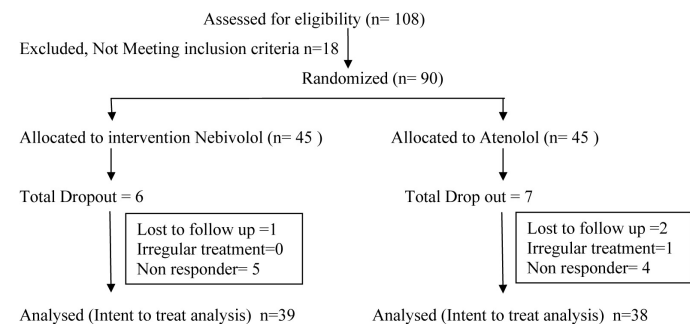 Assessed for eligibility (n= 108)
Excluded, Not Meeting inclusion criteria n=18
Randomized (n= 90)
Allocated to intervention Nebivolol (n= 45 )
Allocated to Atenolol (n= 45 )
Total Dropout = 6
Total Drop out = 7
Lost to follow up =1
Irregular treatment=0
Non responder= 5
Lost to follow up =2
Irregular treatment=1
Non responder= 4
Analysed (Intent to treat analysis)  n=39
Analysed (Intent to treat analysis)  n=38